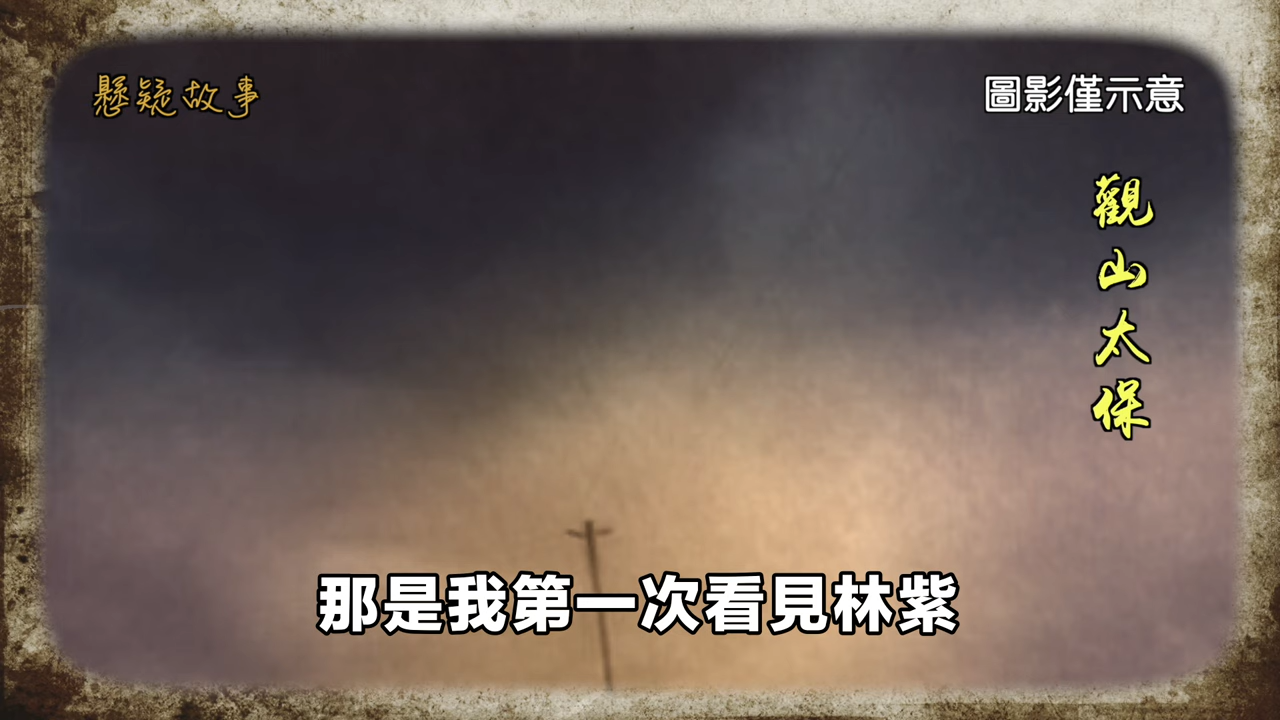 懸疑故事
圖影僅示意
觀山太保
那是我第一次看見林紫